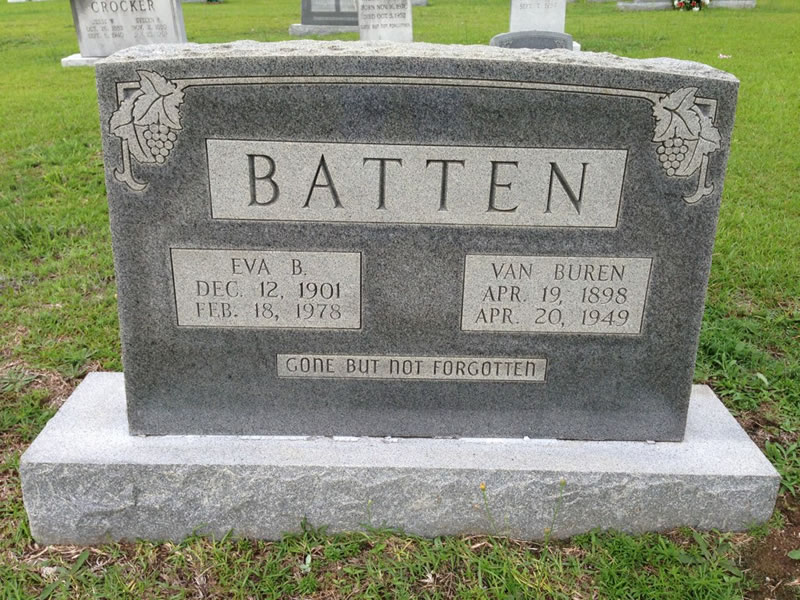 CROCKER
BATTEN
EVA B.
DEC. 12, 1901
FEB. 18, 1978
VAN BUREN
APR. 19, 1898
APR. 20, 1949
GONE BUT NOT FORGOTTEN